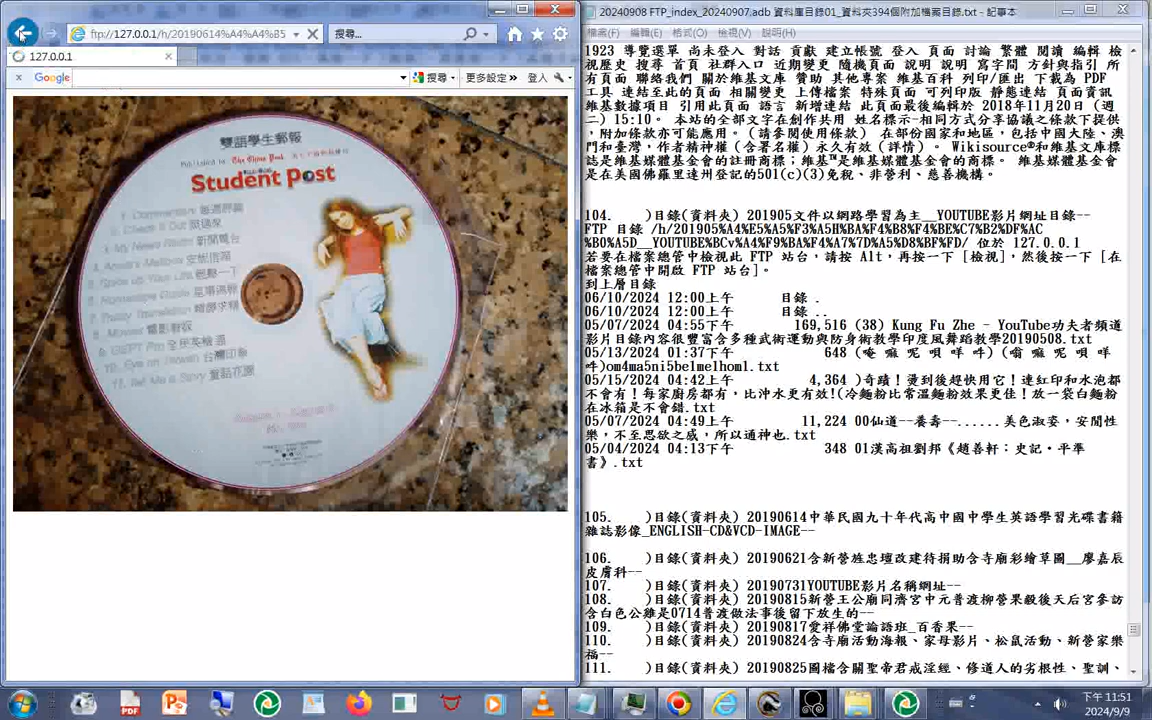 20240908 FTP_index_20240907.adb 資料庫目錄01_資料夾394個附加檔案目錄.txt - 記事本
ftp://127.0.0.1/h/20190614%A4%A4%B5
搜尋...
127.0.0.1
Google
搜尋
更多設定 »
登入
雙語學生郵報
Published by The China Post
Student Post
1. Commentary 每週評論
2. Check It Out
3. My News Radio 新聞電台
6. Horoscope Guide 星導遊
8. Movies 電影看板
10. Eye on Taiwan 台灣印象
11. Tell Me a Story 童話花園
檔案(F) 編輯(E) 格式(O) 檢視(V) 說明(H)
1923 導覽選單 尚未登入 對話 貢獻 建立帳號 登入 頁面 討論 繁體 閱讀 編輯 檢
視歷史 搜尋 首頁 社群入口 近期變更 隨機頁面 說明 說明 寫字間 方針與指引 所
有頁面 聯絡我們 關於維基文庫 贊助 其他專案 維基百科 列印/匯出 下載為 PDF
工具 連結至此的頁面 相關變更 上傳檔案 特殊頁面 可列印版 靜態連結 頁面資訊
維基數據項目 引用此頁面 語言 新增連結 此頁面最後編輯於 2018年11月20日 (週
二) 15:10。 本站的全部文字在創作共用 姓名標示-相同方式分享協議之條款下提供
，附加條款亦可能應用。(請參閱使用條款) 在部份國家和地區，包括中國大陸、澳
門和臺灣，作者精神權(含署名權)永久有效(詳情)。 Wikisource®和維基文庫標
誌是維基媒體基金會的註冊商標；維基™是維基媒體基金會的商標。 維基媒體基金會
是在美國佛羅里達州登記的501(c)(3)免稅、非營利、慈善機構。
104. )目錄(資料夾) 201905文件以網路學習為主__YOUTUBE影片網址目錄--
FTP 目錄 /h/201905%A4%E5%A5%F3%A5H%BA%F4%B8%F4%BE%C7%B2%DF%AC
%B0%A5D__YOUTUBE%BCv%A4%F9%BA%F4%A7%7D%A5%D8%BF%FD/ 位於 127.0.0.1
若要在檔案總管中檢視此 FTP 站台，請按 Alt，再按一下 [檢視]，然後按一下 [在
檔案總管中開啟 FTP 站台]。
到上層目錄
06/10/2024 12:00上午 目錄 .
06/10/2024 12:00上午 目錄 ..
05/07/2024 04:55下午 169,516 (38) Kung Fu Zhe - YouTube功夫者頻道
影片目錄內容很豐富含多種武術運動與防身術教學印度風舞蹈教學20190508.txt
05/13/2024 01:37下午 648 (唵 嘛 呢 唄 咩 吽)(翁 嘛 呢 唄 咩
吽)om4ma5ni5be1me1hom1.txt
05/15/2024 04:42上午 4,364 )奇蹟！燙到後趕快用它！連紅印和水泡都
不會有！每家廚房都有，比沖水更有效!(冷麵粉比常溫麵粉效果更佳！放一袋白麵粉
在冰箱是不會錯.txt
05/07/2024 04:49上午 11,224 00仙道--養壽--......美色淑姿，安閒性
樂，不至思欲之感，所以通神也.txt
05/04/2024 04:13下午 348 01漢高祖劉邦《趙善軒：史記‧平準
書》.txt
105. )目錄(資料夾) 20190614中華民國九十年代高中國中學生英語學習光碟書籍
雜誌影像_ENGLISH-CD&VCD-IMAGE--
106. )目錄(資料夾) 20190621含新營姓忠壇改建待捐助含寺廟彩繪草圖__廖嘉辰
皮膚科--
107. )目錄(資料夾) 20190731YOUTUBE影片名稱網址--
108. )目錄(資料夾) 20190815新營王公廟同濟宮中元普渡柳營果毅後天后宮參訪
含白色公雞是0714普渡做法事後留下放生的--
109. )目錄(資料夾) 20190817愛祥佛堂論語班_百香果--
110. )目錄(資料夾) 20190824含寺廟活動海報、家母影片、松鼠活動、新營家樂
福--
111. )目錄(資料夾) 20190825圖檔含關聖帝君戒淫經、修道人的劣根性、聖訓、
PDF
下午 11:51
2024/9/9